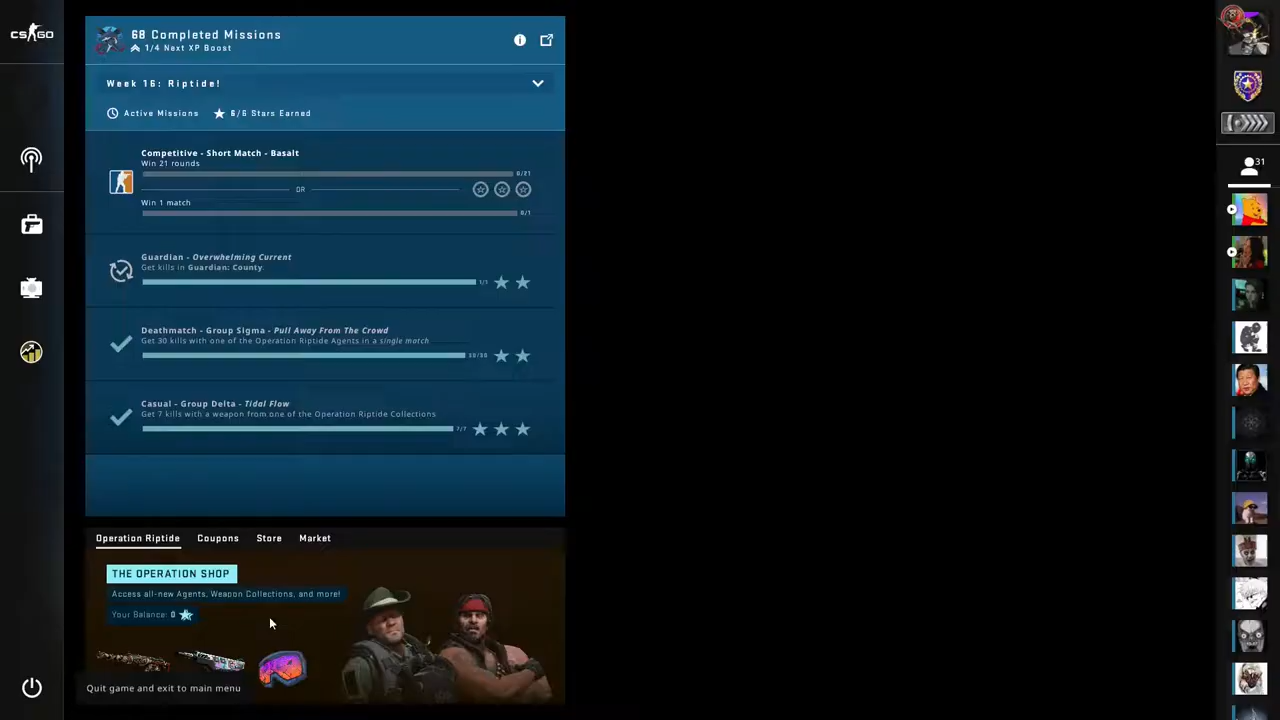 CS GO
68 Completed Missions
1/4 Next XP Boost
Week 16: Riptide!
Active Missions
6/6 Stars Earned
Competitive - Short Match - Basalt
Win 21 rounds
0/21
OR
Win 1 match
0/1
Guardian - Overwhelming Current
Get kills in Guardian: County.
1/1
Deathmatch - Group Sigma - Pull Away From The Crowd
Get 30 kills with one of the Operation Riptide Agents in a single match
30/30
Casual - Group Delta - Tidal Flow
Get 7 kills with a weapon from one of the Operation Riptide Collections
7/7
Operation Riptide Coupons Store Market
THE OPERATION SHOP
Access all-new Agents, Weapon Collections, and more!
Your Balance: 0
Quit game and exit to main menu
31